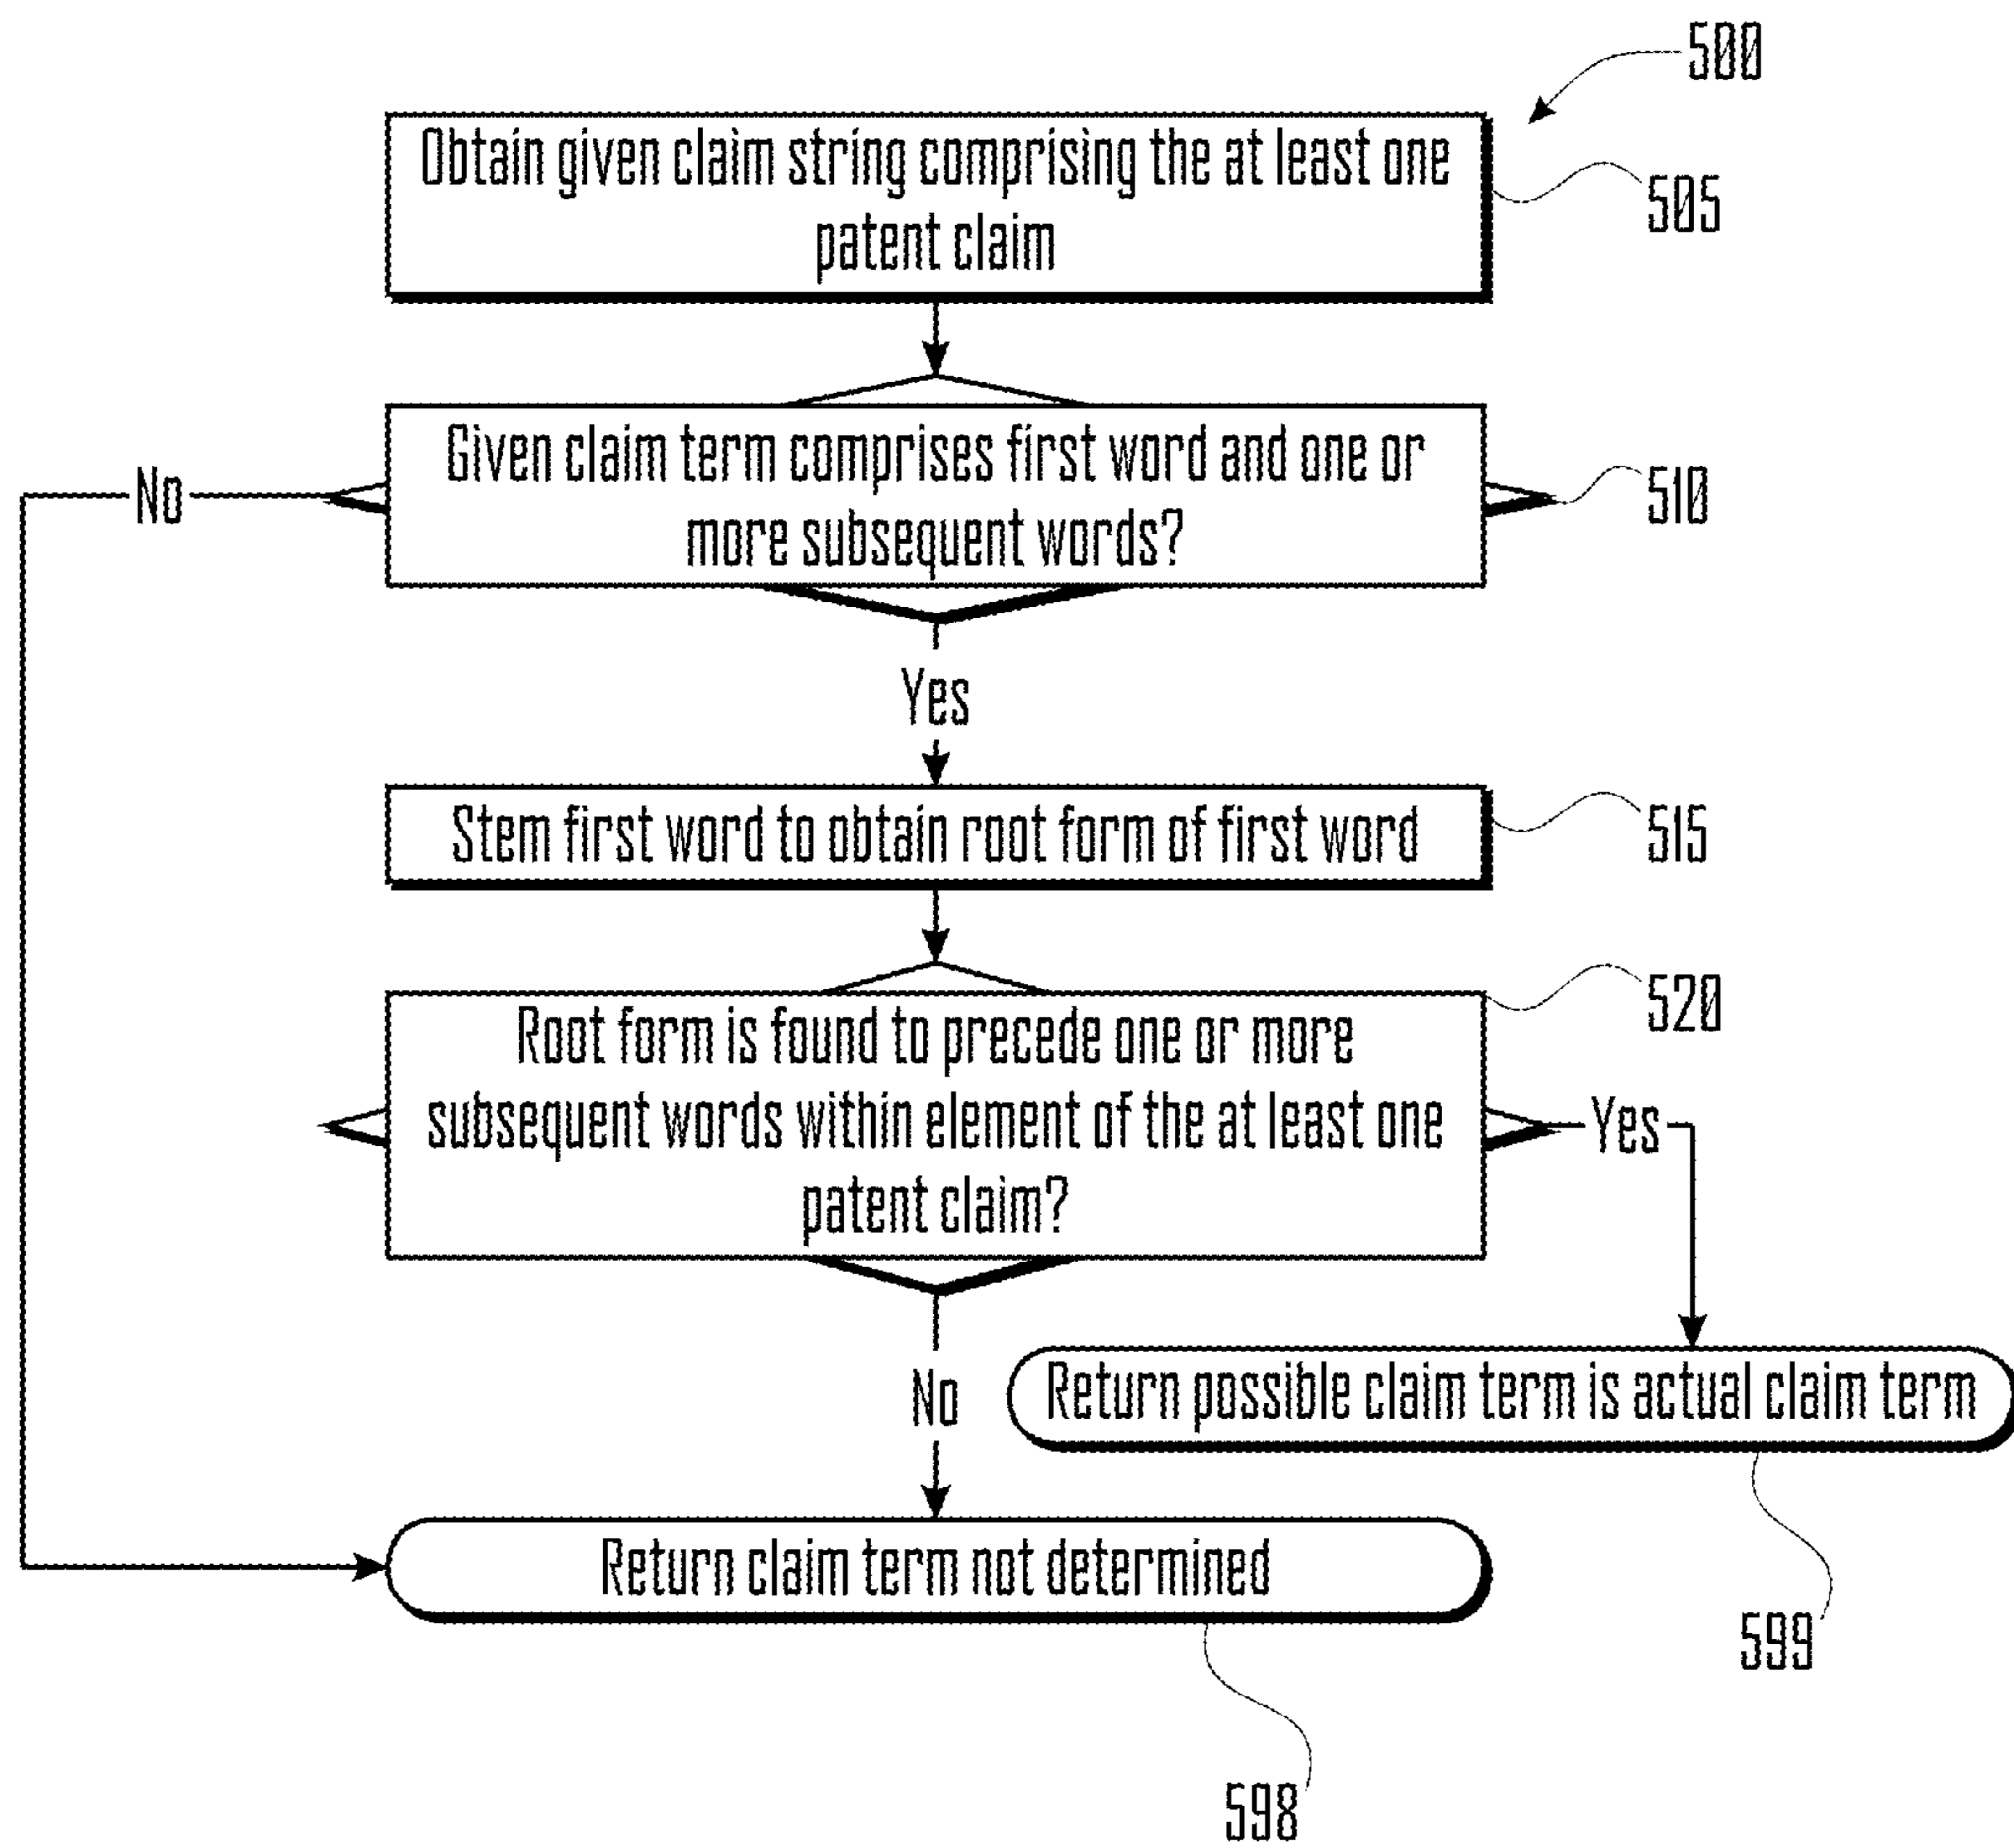 500
Obtain given claim string comprising the at least one
patent claim
505
Given claim term comprises first word and one or
more subsequent words?
No
510
Yes
Stem first word to obtain root form of first word
515
Root form is found to precede one or more
subsequent words within element of the at least one
patent claim?
520
Yes
No
Return possible claim term is actual claim term
Return claim term not determined
599
598